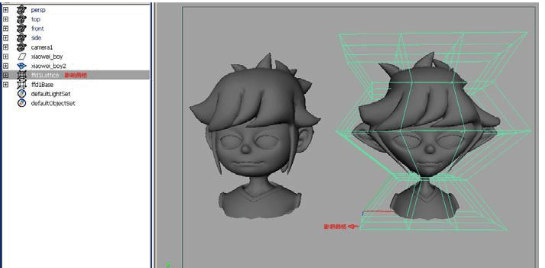 persp
top
front
side
camera1
xiaowei_boy
xiaowei_boy2
ffd1Lattice
ffd1Base
defaultLightSet
defaultObjectSet